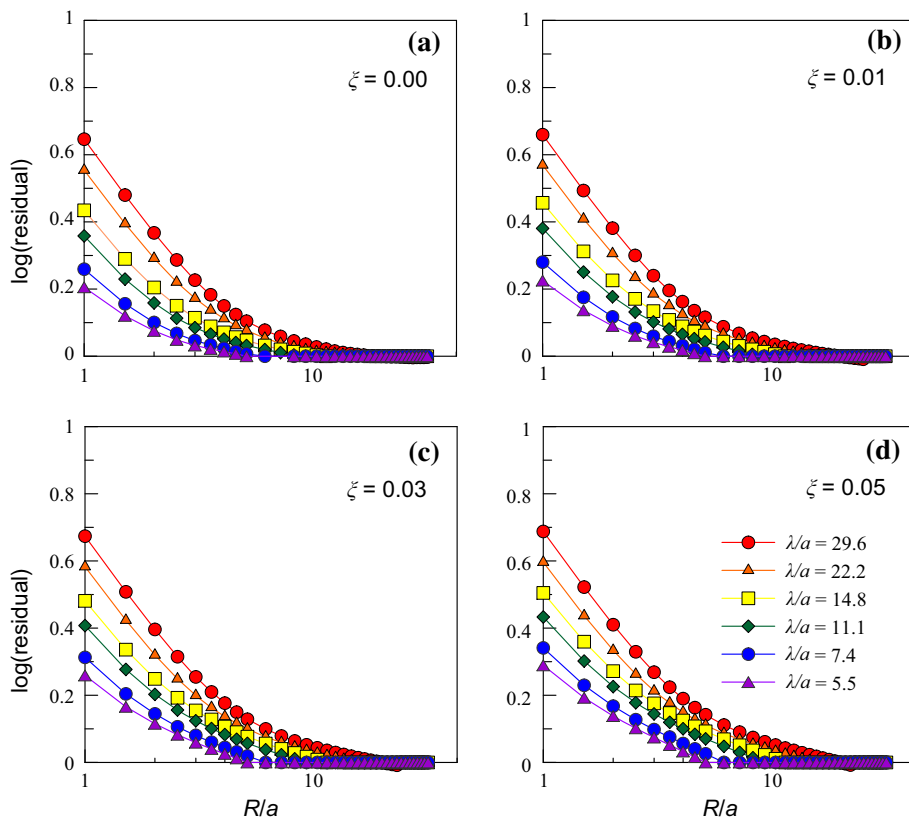 1
0.8
0.6
0.4
0.2
0
1
10
log(residual)
(a)
ξ = 0.00
1
0.8
0.6
0.4
0.2
0
1
10
(b)
ξ = 0.01
1
0.8
0.6
0.4
0.2
0
1
10
log(residual)
R/a
(c)
ξ = 0.03
1
0.8
0.6
0.4
0.2
0
1
10
R/a
(d)
ξ = 0.05
λ/a = 29.6
λ/a = 22.2
λ/a = 14.8
λ/a = 11.1
λ/a = 7.4
λ/a = 5.5